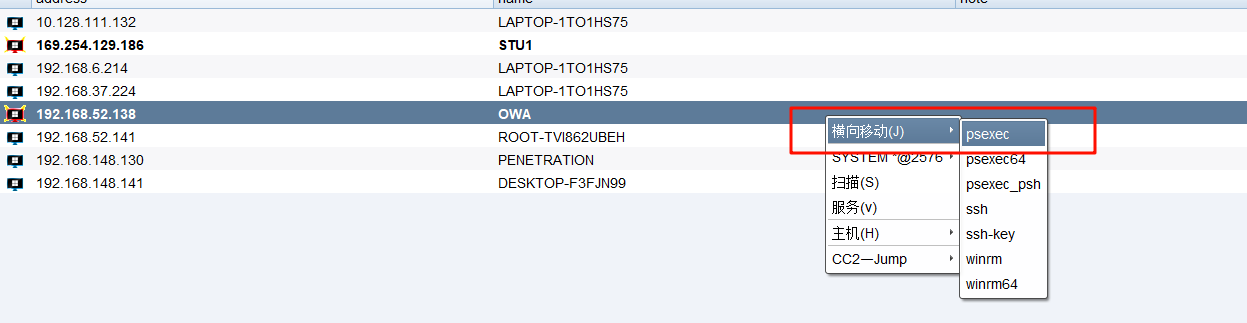 address name note
10.128.111.132 LAPTOP-1TO1HS75
169.254.129.186 STU1
192.168.6.214 LAPTOP-1TO1HS75
192.168.37.224 LAPTOP-1TO1HS75
192.168.52.138 OWA
192.168.52.141 ROOT-TVI862UBEH
192.168.148.130 PENETRATION
192.168.148.141 DESKTOP-F3FJN99
横向移动(J)
SYSTEM *@2576
扫描(S)
服务(v)
主机(H)
CC2—Jump
psexec
psexec64
psexec_psh
ssh
ssh-key
winrm
winrm64